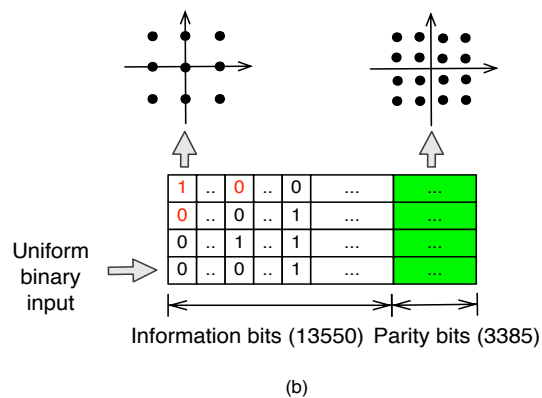 1 .. 0 .. 0 ... ...
0 .. 0 .. 1 ... ...
0 .. 1 .. 1 ... ...
0 .. 0 .. 1 ... ...
Uniform
binary
input
Information bits (13550) Parity bits (3385)
(b)